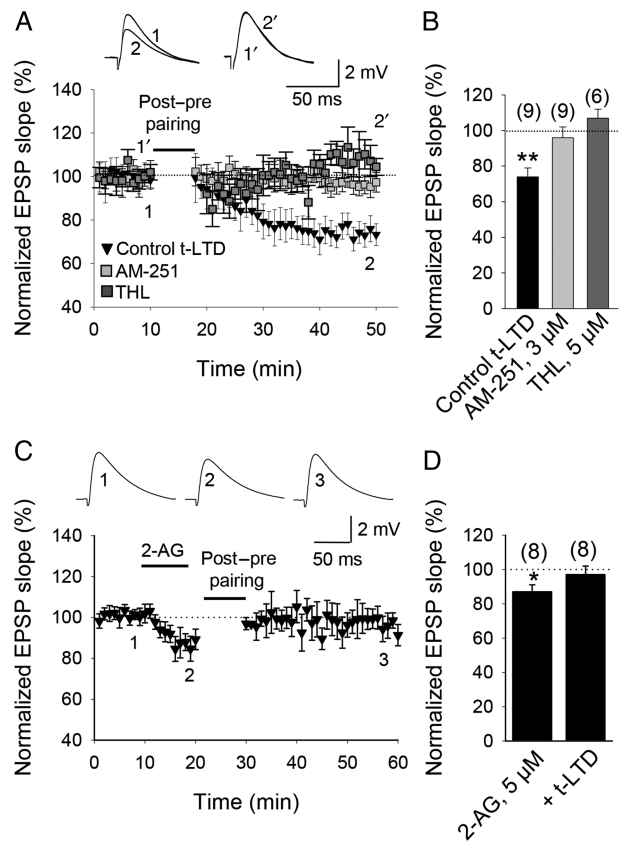 A
1
2
2′
1′
2 mV
50 ms
Normalized EPSP slope (%)
140
120
100
80
60
40
Post–pre
pairing
1′
1
2′
2
Control t-LTD
AM-251
THL
0 10 20 30 40 50
Time (min)
B
Normalized EPSP slope (%)
120
100
80
60
40
20
0
(9) (9) (6)
**
Control t-LTD
AM-251, 3 µM
THL, 5 µM
C
1
2
3
2 mV
50 ms
Normalized EPSP slope (%)
140
120
100
80
60
40
2-AG
Post–pre
pairing
1
2
3
0 10 20 30 40 50 60
Time (min)
D
Normalized EPSP slope (%)
120
100
80
60
40
20
0
(8) (8)
*
2-AG, 5 µM
+ t-LTD